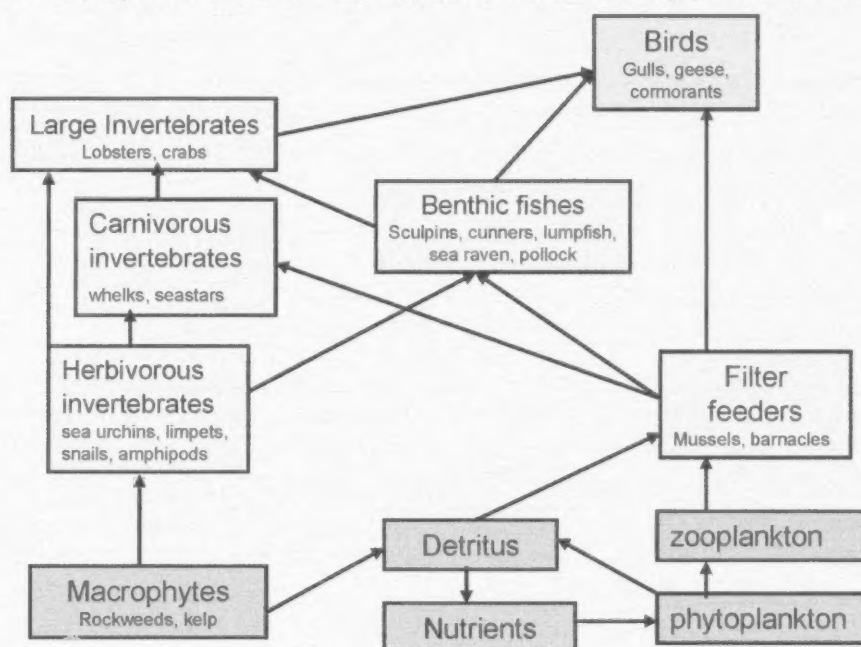 Birds
Gulls, geese,
cormorants
Large Invertebrates
Lobsters, crabs
Benthic fishes
Sculpins, cunners, lumpfish,
sea raven, pollock
Carnivorous
invertebrates
whelks, seastars
Herbivorous
invertebrates
sea urchins, limpets,
snails, amphipods
Filter
feeders
Mussels, barnacles
Detritus
zooplankton
Macrophytes
Rockweeds, kelp
Nutrients
phytoplankton